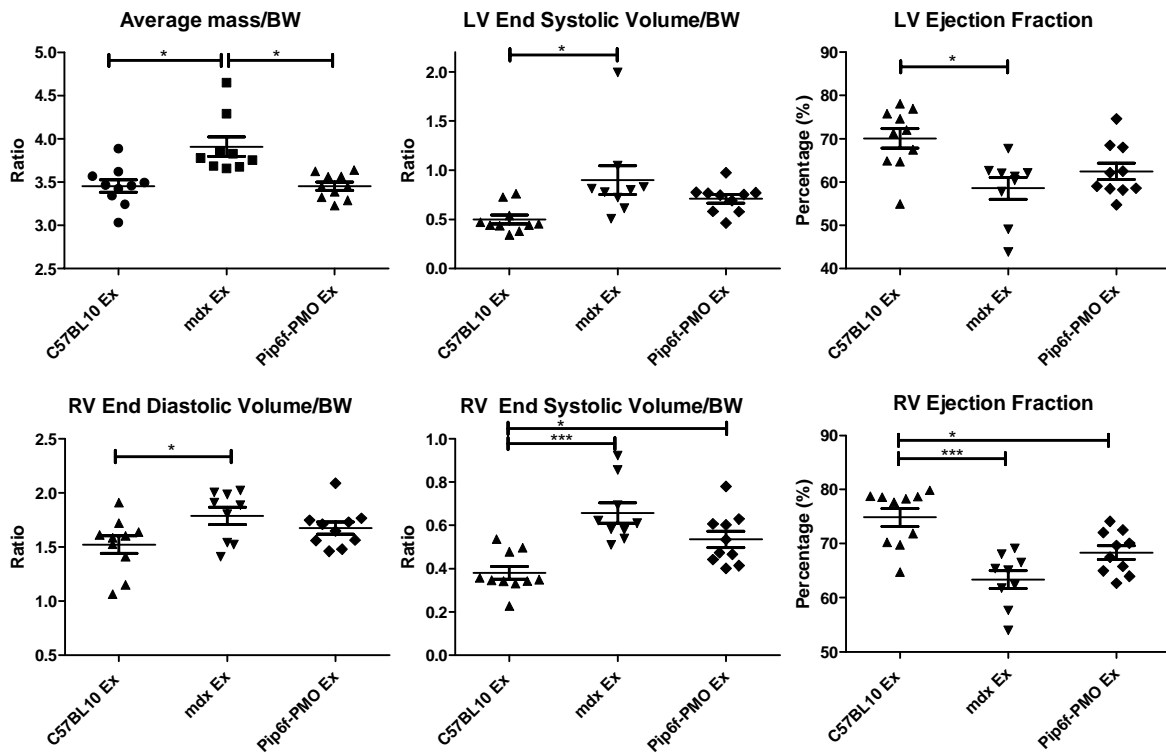 Average mass/BW
*
*
Ratio
5.0
4.5
4.0
3.5
3.0
2.5
C57BL10 Ex
mdx Ex
Pip6f-PMO Ex
LV End Systolic Volume/BW
*
Ratio
2.0
1.5
1.0
0.5
0.0
C57BL10 Ex
mdx Ex
Pip6f-PMO Ex
LV Ejection Fraction
*
Percentage (%)
90
80
70
60
50
40
C57BL10 Ex
mdx Ex
Pip6f-PMO Ex
RV End Diastolic Volume/BW
*
Ratio
2.5
2.0
1.5
1.0
0.5
C57BL10 Ex
mdx Ex
Pip6f-PMO Ex
RV End Systolic Volume/BW
*
***
Ratio
1.0
0.8
0.6
0.4
0.2
0.0
C57BL10 Ex
mdx Ex
Pip6f-PMO Ex
RV Ejection Fraction
*
***
Percentage (%)
90
80
70
60
50
C57BL10 Ex
mdx Ex
Pip6f-PMO Ex